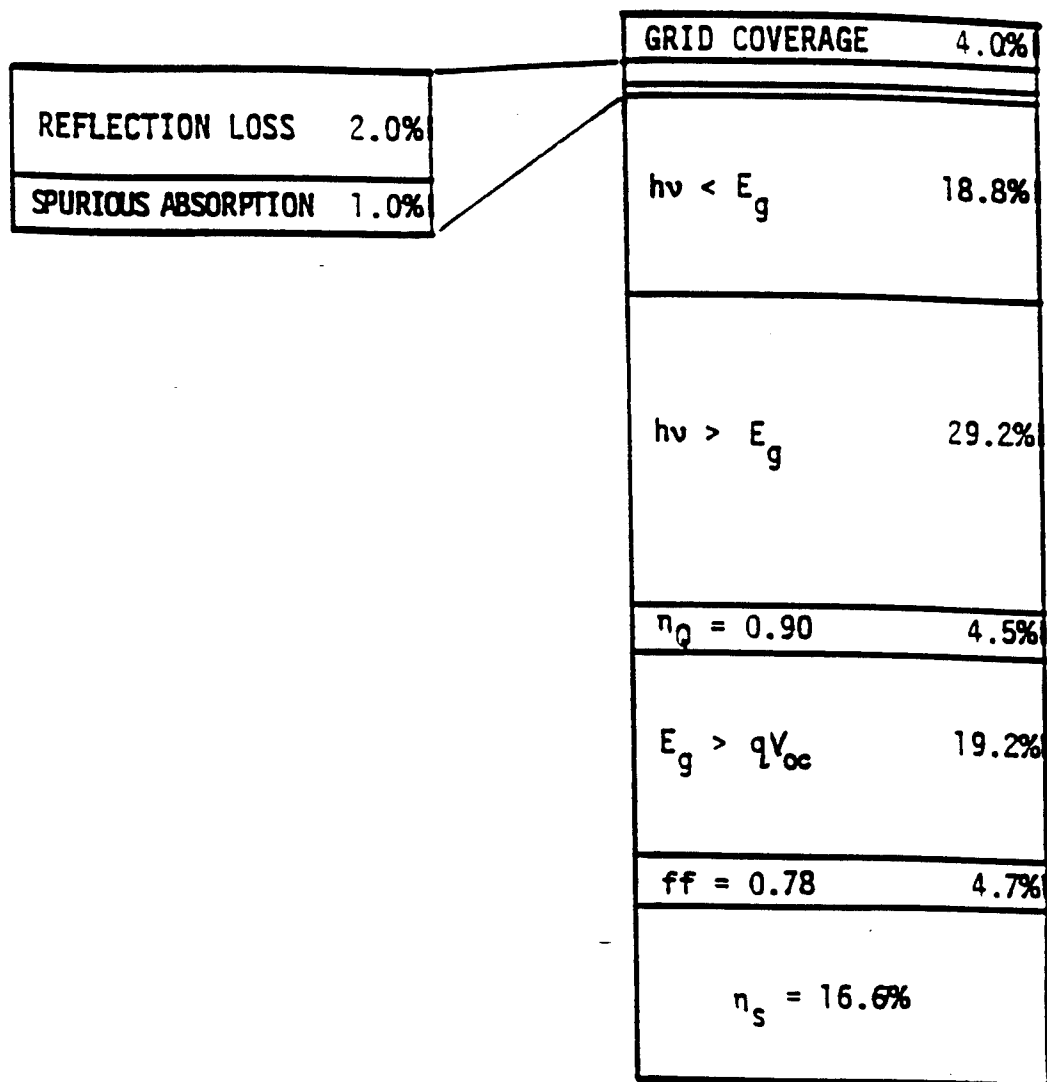 GRID COVERAGE 4.0%
REFLECTION LOSS 2.0%
SPURIOUS ABSORPTION 1.0%
hν < E_g 18.8%
hν > E_g 29.2%
η_Q = 0.90 4.5%
E_g > qV_oc 19.2%
ff = 0.78 4.7%
η_s = 16.6%